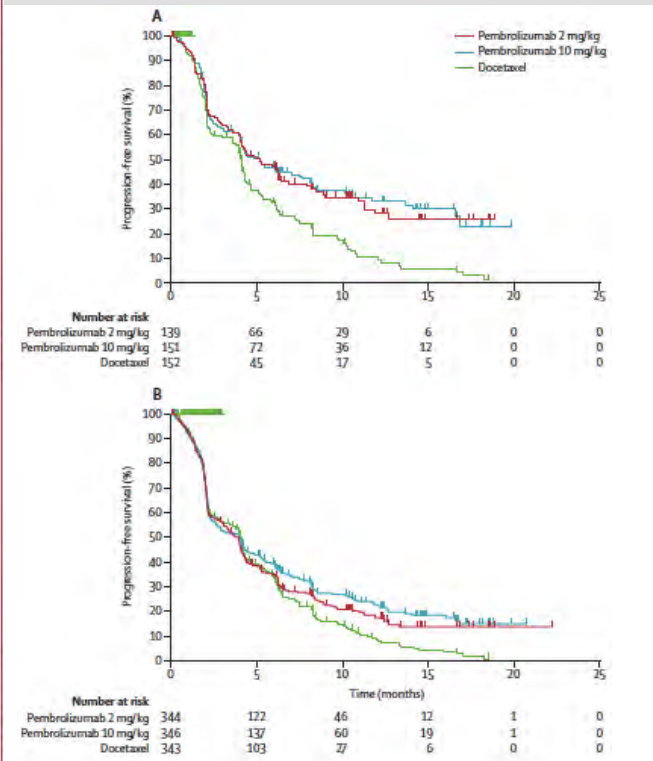 A
Pembrolizumab 2 mg/kg
Pembrolizumab 10 mg/kg
Docetaxel
Progression-free survival (%)
100
90
80
70
60
50
40
30
20
10
0
0 5 10 15 20 25
Number at risk
Pembrolizumab 2 mg/kg 139 66 29 6 0 0
Pembrolizumab 10 mg/kg 151 72 36 12 0 0
Docetaxel 152 45 17 5 0 0
B
Progression-free survival (%)
100
90
80
70
60
50
40
30
20
10
0
0 5 10 15 20 25
Time (months)
Number at risk
Pembrolizumab 2 mg/kg 344 122 46 12 1 0
Pembrolizumab 10 mg/kg 346 137 60 19 1 0
Docetaxel 343 103 27 6 0 0